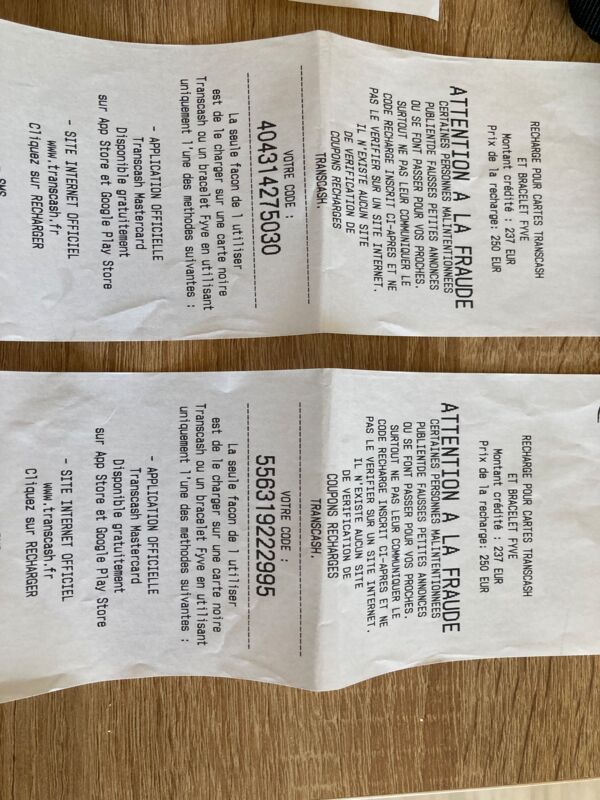 RECHARGE POUR CARTES TRANSCASH
ET BRACELET FYVE
Montant crédité : 237 EUR
Prix de la recharge: 250 EUR
ATTENTION A LA FRAUDE
CERTAINES PERSONNES MALINTENTIONNEES
PUBLIENTDE FAUSSES PETITES ANNONCES
OU SE FONT PASSER POUR VOS PROCHES.
SURTOUT NE PAS LEUR COMMUNIQUER LE
CODE RECHARGE INSCRIT CI-APRES ET NE
PAS LE VERIFIER SUR UN SITE INTERNET.
IL N'EXISTE AUCUN SITE
DE VERIFICATION DE
COUPONS RECHARGES
TRANSCASH.
VOTRE CODE :
404314275030
La seule façon de l utiliser
est de le charger sur une carte noire
Transcash ou un bracelet Fyve en utilisant
uniquement l'une des methodes suivantes :
- APPLICATION OFFICIELLE
Transcash Mastercard
Disponible gratuitement
sur App Store et Google Play Store
- SITE INTERNET OFFICIEL
www.transcash.fr
Cliquez sur RECHARGER
SMS
RECHARGE POUR CARTES TRANSCASH
ET BRACELET FYVE
Montant crédité : 237 EUR
Prix de la recharge: 250 EUR
ATTENTION A LA FRAUDE
CERTAINES PERSONNES MALINTENTIONNEES
PUBLIENTDE FAUSSES PETITES ANNONCES
OU SE FONT PASSER POUR VOS PROCHES.
SURTOUT NE PAS LEUR COMMUNIQUER LE
CODE RECHARGE INSCRIT CI-APRES ET NE
PAS LE VERIFIER SUR UN SITE INTERNET.
IL N'EXISTE AUCUN SITE
DE VERIFICATION DE
COUPONS RECHARGES
TRANSCASH.
VOTRE CODE :
556319222995
La seule façon de l utiliser
est de le charger sur une carte noire
Transcash ou un bracelet Fyve en utilisant
uniquement l'une des methodes suivantes :
- APPLICATION OFFICIELLE
Transcash Mastercard
Disponible gratuitement
sur App Store et Google Play Store
- SITE INTERNET OFFICIEL
www.transcash.fr
Cliquez sur RECHARGER